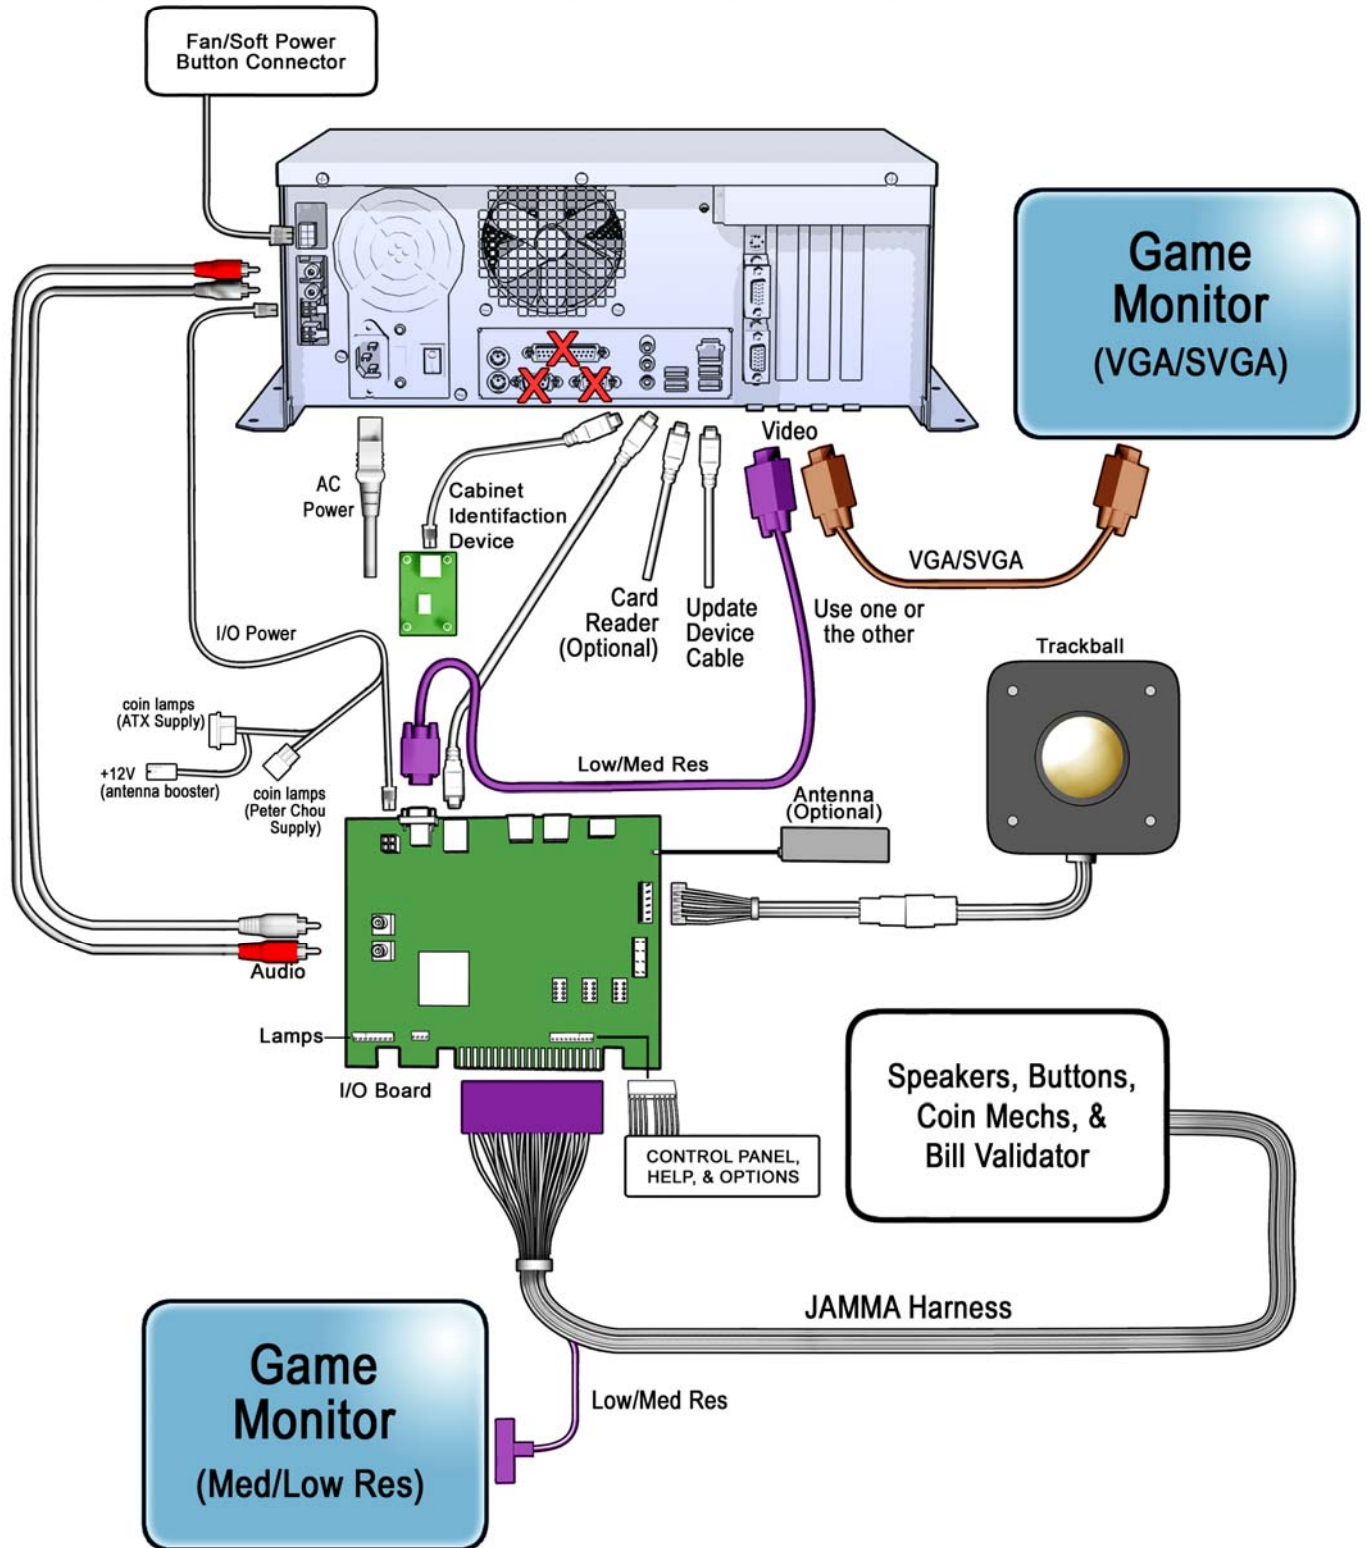 Fan/Soft Power
Button Connector
Game
Monitor
(VGA/SVGA)
Video
AC
Power
Cabinet
Identifaction
Device
VGA/SVGA
Card
Reader
(Optional)
Update
Device
Cable
Use one or
the other
I/O Power
Trackball
coin lamps
(ATX Supply)
+12V
(antenna booster)
coin lamps
(Peter Chou
Supply)
Low/Med Res
Antenna
(Optional)
Audio
Lamps
I/O Board
Speakers, Buttons,
Coin Mechs, &
Bill Validator
CONTROL PANEL,
HELP, & OPTIONS
JAMMA Harness
Game
Monitor
(Med/Low Res)
Low/Med Res